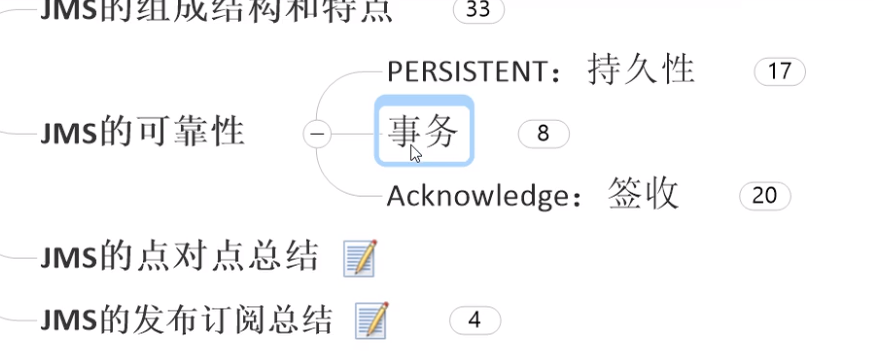 JMS的组成结构和特点 33
PERSISTENT：持久性 17
JMS的可靠性
事务 8
Acknowledge：签收 20
JMS的点对点总结
JMS的发布订阅总结 4